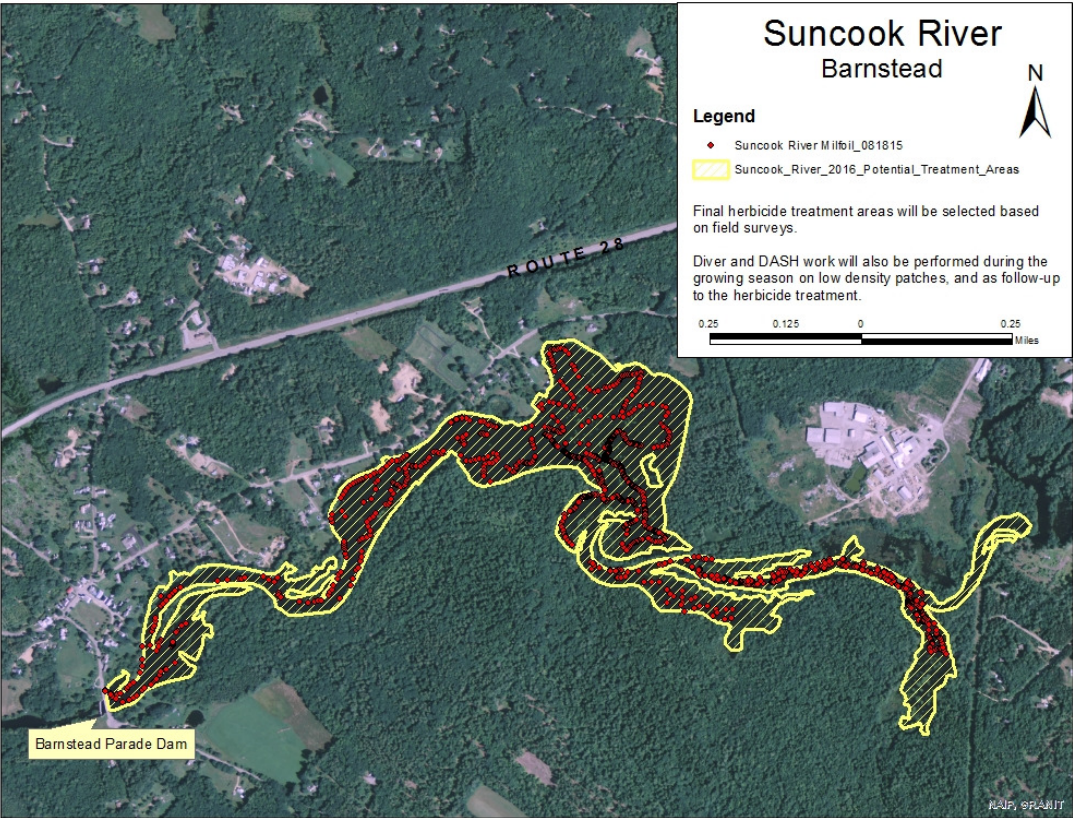 Suncook River
Barnstead
N
Legend
Suncook River Milfoil_081815
Suncook_River_2016_Potential_Treatment_Areas
Final herbicide treatment areas will be selected based
on field surveys.
Diver and DASH work will also be performed during the
growing season on low density patches, and as follow-up
to the herbicide treatment.
0.25 0.125 0 0.25
Miles
ROUTE 28
Barnstead Parade Dam
NAIP, GRANIT